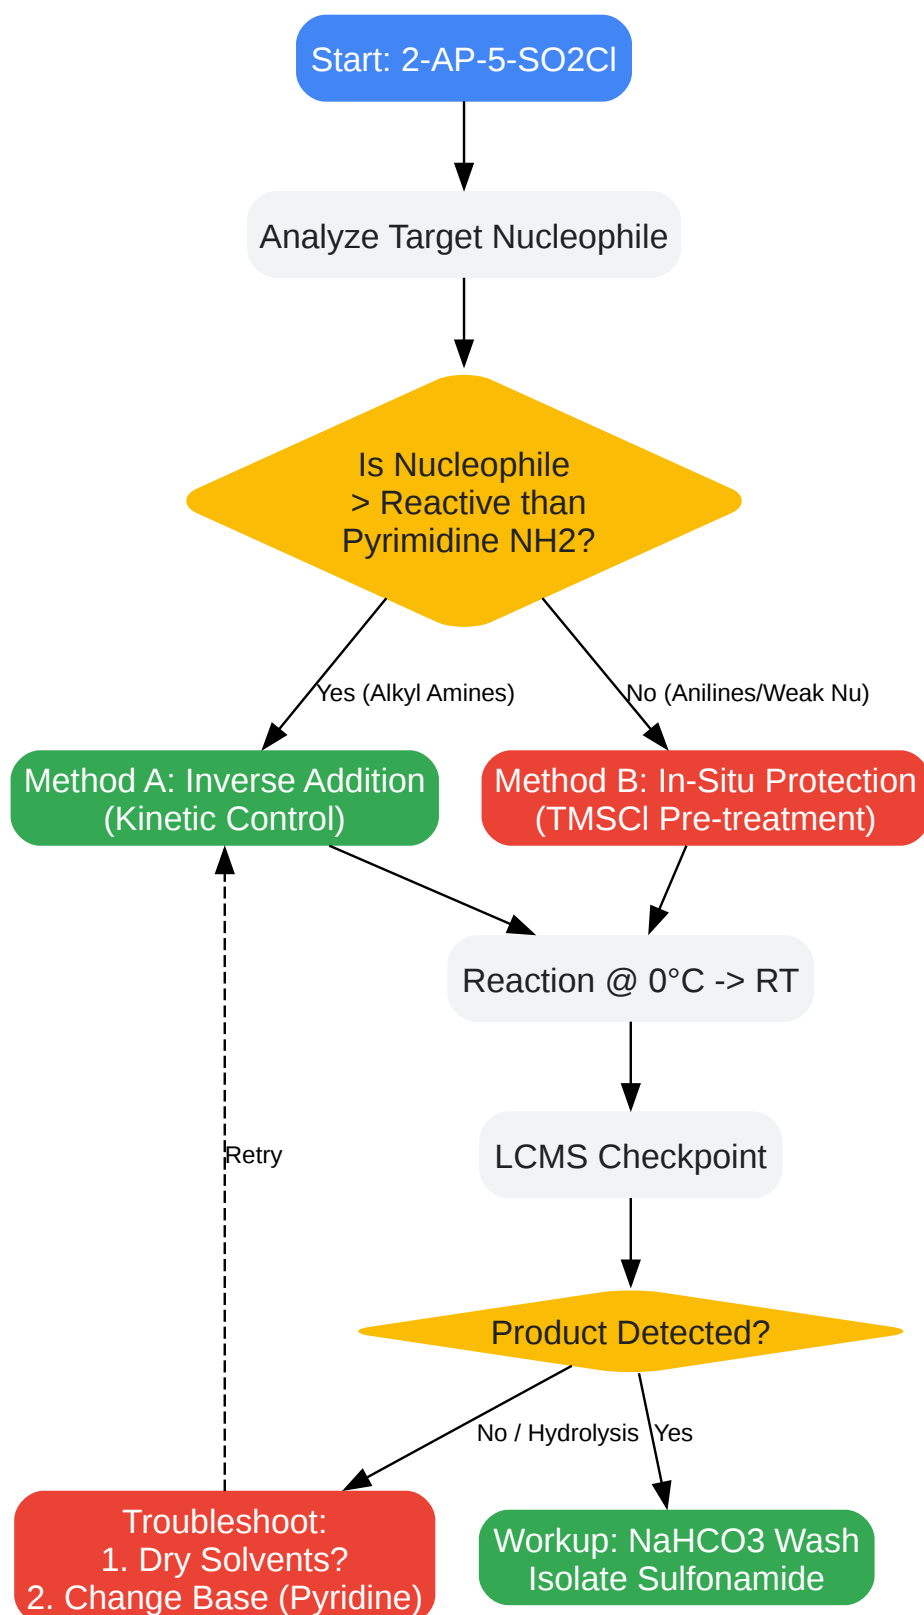 Start: 2-AP-5-SO2Cl
Analyze Target Nucleophile
Is Nucleophile
> Reactive than
Pyrimidine NH2?
Yes (Alkyl Amines)
No (Anilines/Weak Nu)
Method A: Inverse Addition
(Kinetic Control)
Method B: In-Situ Protection
(TMSCl Pre-treatment)
Reaction @ 0°C -> RT
LCMS Checkpoint
Retry
Product Detected?
No / Hydrolysis
Yes
Troubleshoot:
1. Dry Solvents?
2. Change Base (Pyridine)
Workup: NaHCO3 Wash
Isolate Sulfonamide